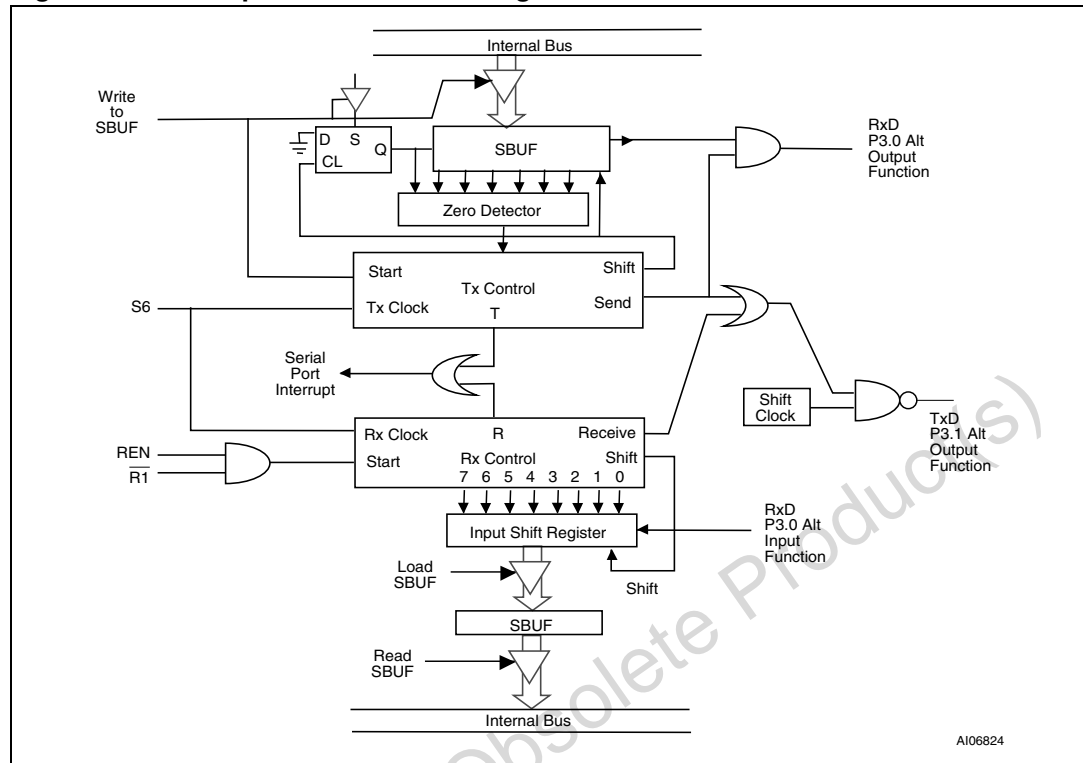 Internal Bus
Write
to
SBUF
D S
Q
CL
SBUF
RxD
P3.0 Alt
Output
Function
Zero Detector
Start
Shift
Tx Control
S6
Tx Clock
Send
T
Serial
Port
Interrupt
Shift
Clock
TxD
P3.1 Alt
Output
Function
Rx Clock
R
Receive
REN
R1
Start
Rx Control
Shift
7 6 5 4 3 2 1 0
RxD
P3.0 Alt
Input
Function
Input Shift Register
Load
SBUF
Shift
SBUF
Read
SBUF
Internal Bus
AI06824
Obsolete Product(s)